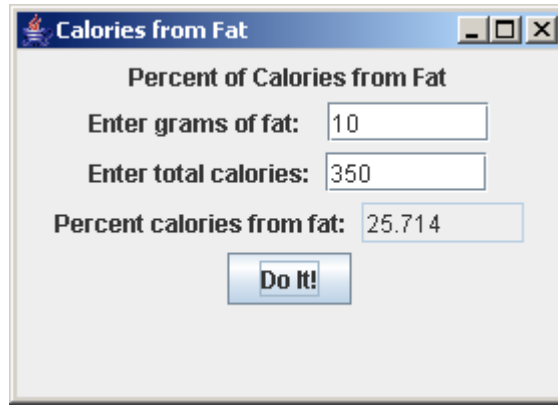 Calories from Fat
Percent of Calories from Fat
Enter grams of fat: 10
Enter total calories: 350
Percent calories from fat: 25.714
Do It!